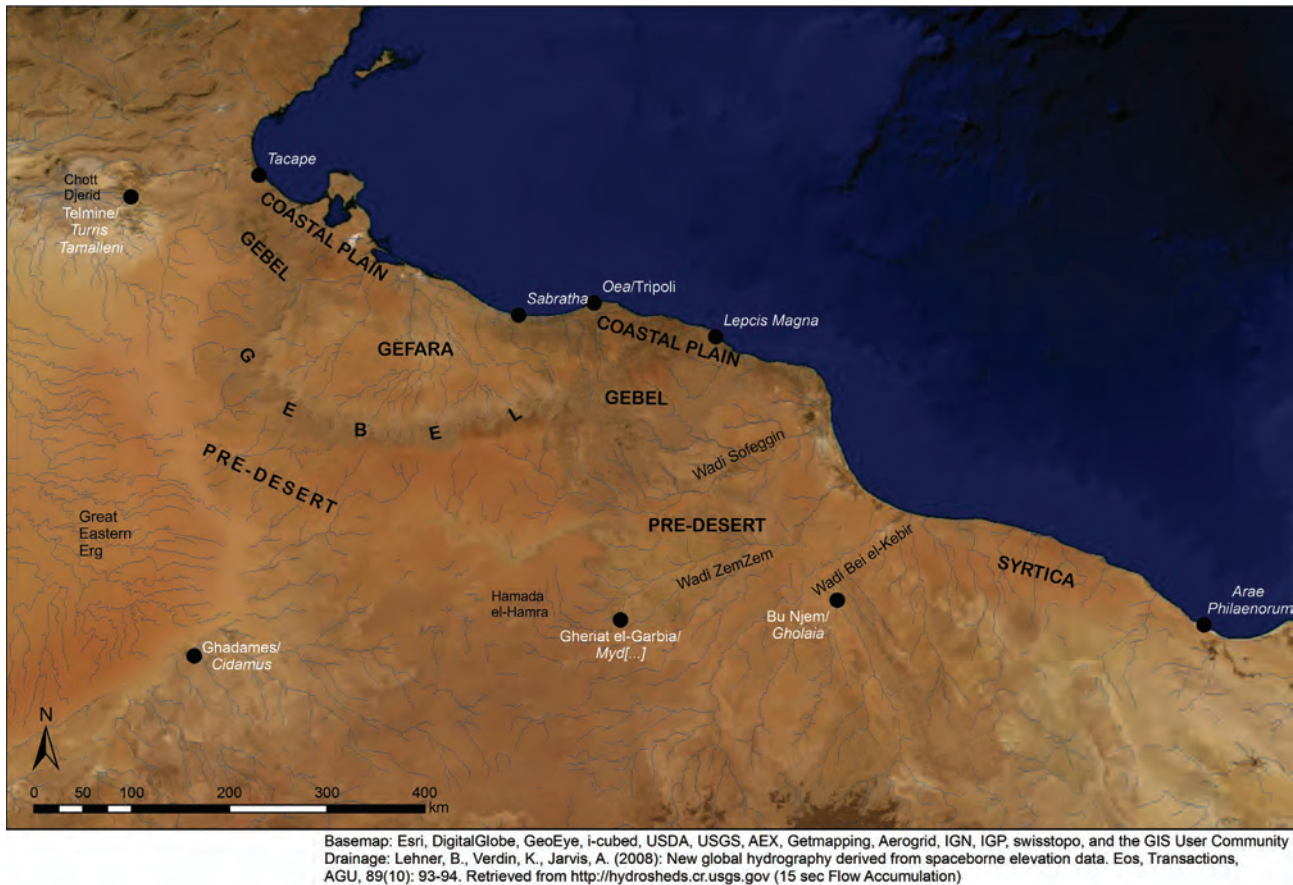 Tacape
Chott
Djerid
Telmine/
Turris
Tamalleni
COASTAL PLAIN
GEBEL
Sabratha
Oea/Tripoli
COASTAL PLAIN
Lepcis Magna
GEFARA
GEBEL
GEBEL
Wadi Sofeggin
PRE-DESERT
Great
Eastern
Erg
PRE-DESERT
Wadi ZemZem
Wadi Bei el-Kebir
SYRTICA
Hamada
el-Hamra
Arae
Philaenorum
Gheriat el-Garbia/
Myd[...]
Bu Njem/
Gholaia
Ghadames/
Cidamus
N
0 50 100 200 300 400
km
Basemap: Esri, DigitalGlobe, GeoEye, i-cubed, USDA, USGS, AEX, Getmapping, Aerogrid, IGN, IGP, swisstopo, and the GIS User Community
Drainage: Lehner, B., Verdin, K., Jarvis, A. (2008): New global hydrography derived from spaceborne elevation data. Eos, Transactions,
AGU, 89(10): 93-94. Retrieved from http://hydrosheds.cr.usgs.gov (15 sec Flow Accumulation)